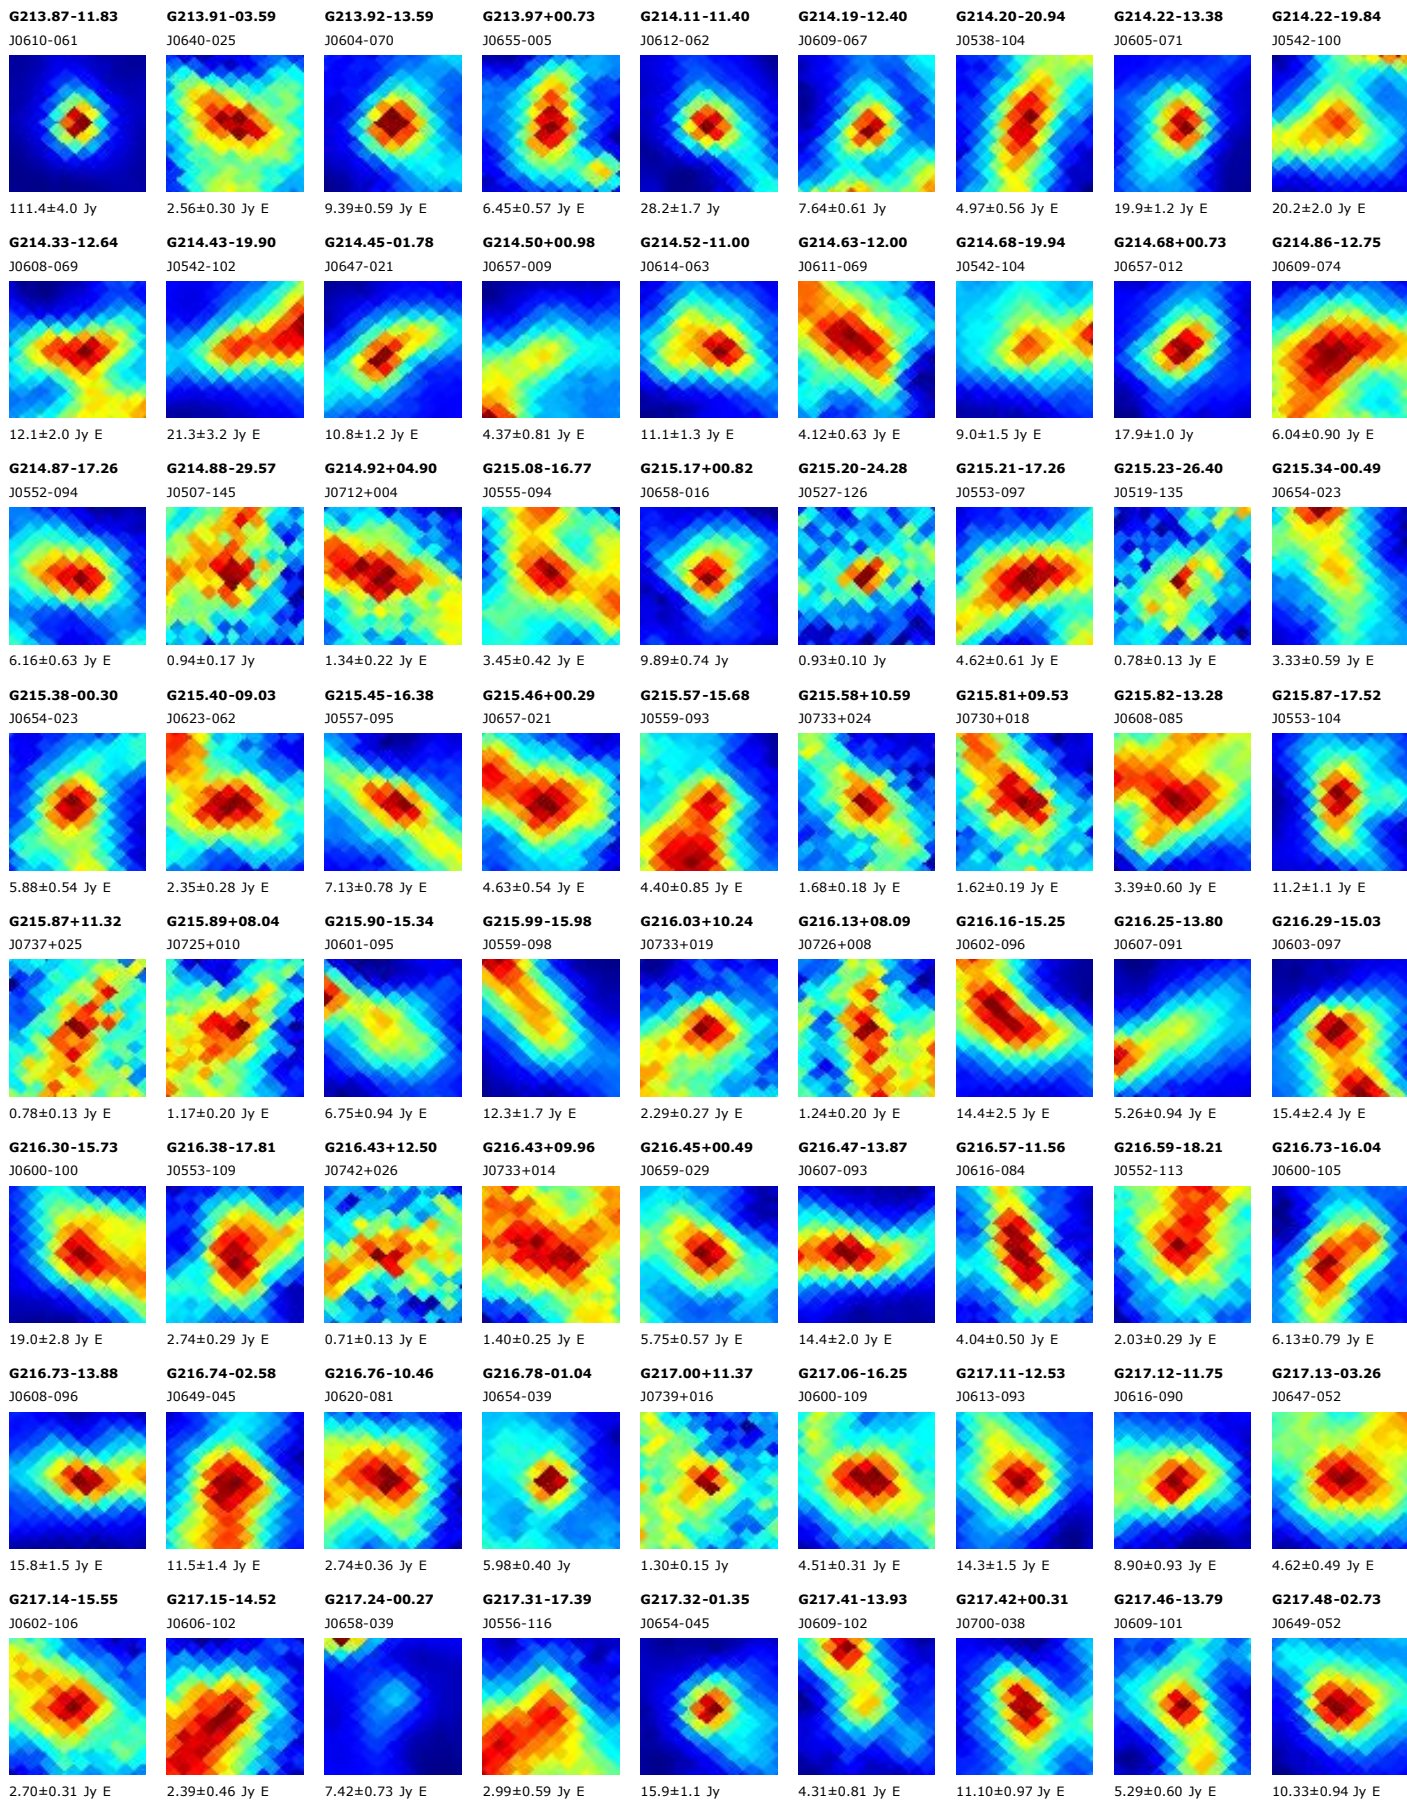 G213.87-11.83 G213.91-03.59 G213.92-13.59 G213.97+00.73 G214.11-11.40 G214.19-12.40 G214.20-20.94 G214.22-13.38 G214.22-19.84
J0610-061 J0640-025 J0604-070 J0655-005 J0612-062 J0609-067 J0538-104 J0605-071 J0542-100
111.4±4.0 Jy 2.56±0.30 Jy E 9.39±0.59 Jy E 6.45±0.57 Jy E 28.2±1.7 Jy 7.64±0.61 Jy 4.97±0.56 Jy E 19.9±1.2 Jy E 20.2±2.0 Jy E
G214.33-12.64 G214.43-19.90 G214.45-01.78 G214.50+00.98 G214.52-11.00 G214.63-12.00 G214.68-19.94 G214.68+00.73 G214.86-12.75
J0608-069 J0542-102 J0647-021 J0657-009 J0614-063 J0611-069 J0542-104 J0657-012 J0609-074
12.1±2.0 Jy E 21.3±3.2 Jy E 10.8±1.2 Jy E 4.37±0.81 Jy E 11.1±1.3 Jy E 4.12±0.63 Jy E 9.0±1.5 Jy E 17.9±1.0 Jy 6.04±0.90 Jy E
G214.87-17.26 G214.88-29.57 G214.92+04.90 G215.08-16.77 G215.17+00.82 G215.20-24.28 G215.21-17.26 G215.23-26.40 G215.34-00.49
J0552-094 J0507-145 J0712+004 J0555-094 J0658-016 J0527-126 J0553-097 J0519-135 J0654-023
6.16±0.63 Jy E 0.94±0.17 Jy 1.34±0.22 Jy E 3.45±0.42 Jy E 9.89±0.74 Jy 0.93±0.10 Jy 4.62±0.61 Jy E 0.78±0.13 Jy E 3.33±0.59 Jy E
G215.38-00.30 G215.40-09.03 G215.45-16.38 G215.46+00.29 G215.57-15.68 G215.58+10.59 G215.81+09.53 G215.82-13.28 G215.87-17.52
J0654-023 J0623-062 J0557-095 J0657-021 J0559-093 J0733+024 J0730+018 J0608-085 J0553-104
5.88±0.54 Jy E 2.35±0.28 Jy E 7.13±0.78 Jy E 4.63±0.54 Jy E 4.40±0.85 Jy E 1.68±0.18 Jy E 1.62±0.19 Jy E 3.39±0.60 Jy E 11.2±1.1 Jy E
G215.87+11.32 G215.89+08.04 G215.90-15.34 G215.99-15.98 G216.03+10.24 G216.13+08.09 G216.16-15.25 G216.25-13.80 G216.29-15.03
J0737+025 J0725+010 J0601-095 J0559-098 J0733+019 J0726+008 J0602-096 J0607-091 J0603-097
0.78±0.13 Jy E 1.17±0.20 Jy E 6.75±0.94 Jy E 12.3±1.7 Jy E 2.29±0.27 Jy E 1.24±0.20 Jy E 14.4±2.5 Jy E 5.26±0.94 Jy E 15.4±2.4 Jy E
G216.30-15.73 G216.38-17.81 G216.43+12.50 G216.43+09.96 G216.45+00.49 G216.47-13.87 G216.57-11.56 G216.59-18.21 G216.73-16.04
J0600-100 J0553-109 J0742+026 J0733+014 J0659-029 J0607-093 J0616-084 J0552-113 J0600-105
19.0±2.8 Jy E 2.74±0.29 Jy E 0.71±0.13 Jy E 1.40±0.25 Jy E 5.75±0.57 Jy E 14.4±2.0 Jy E 4.04±0.50 Jy E 2.03±0.29 Jy E 6.13±0.79 Jy E
G216.73-13.88 G216.74-02.58 G216.76-10.46 G216.78-01.04 G217.00+11.37 G217.06-16.25 G217.11-12.53 G217.12-11.75 G217.13-03.26
J0608-096 J0649-045 J0620-081 J0654-039 J0739+016 J0600-109 J0613-093 J0616-090 J0647-052
15.8±1.5 Jy E 11.5±1.4 Jy E 2.74±0.36 Jy E 5.98±0.40 Jy 1.30±0.15 Jy 4.51±0.31 Jy E 14.3±1.5 Jy E 8.90±0.93 Jy E 4.62±0.49 Jy E
G217.14-15.55 G217.15-14.52 G217.24-00.27 G217.31-17.39 G217.32-01.35 G217.41-13.93 G217.42+00.31 G217.46-13.79 G217.48-02.73
J0602-106 J0606-102 J0658-039 J0556-116 J0654-045 J0609-102 J0700-038 J0609-101 J0649-052
2.70±0.31 Jy E 2.39±0.46 Jy E 7.42±0.73 Jy E 2.99±0.59 Jy E 15.9±1.1 Jy 4.31±0.81 Jy E 11.10±0.97 Jy E 5.29±0.60 Jy E 10.33±0.94 Jy E